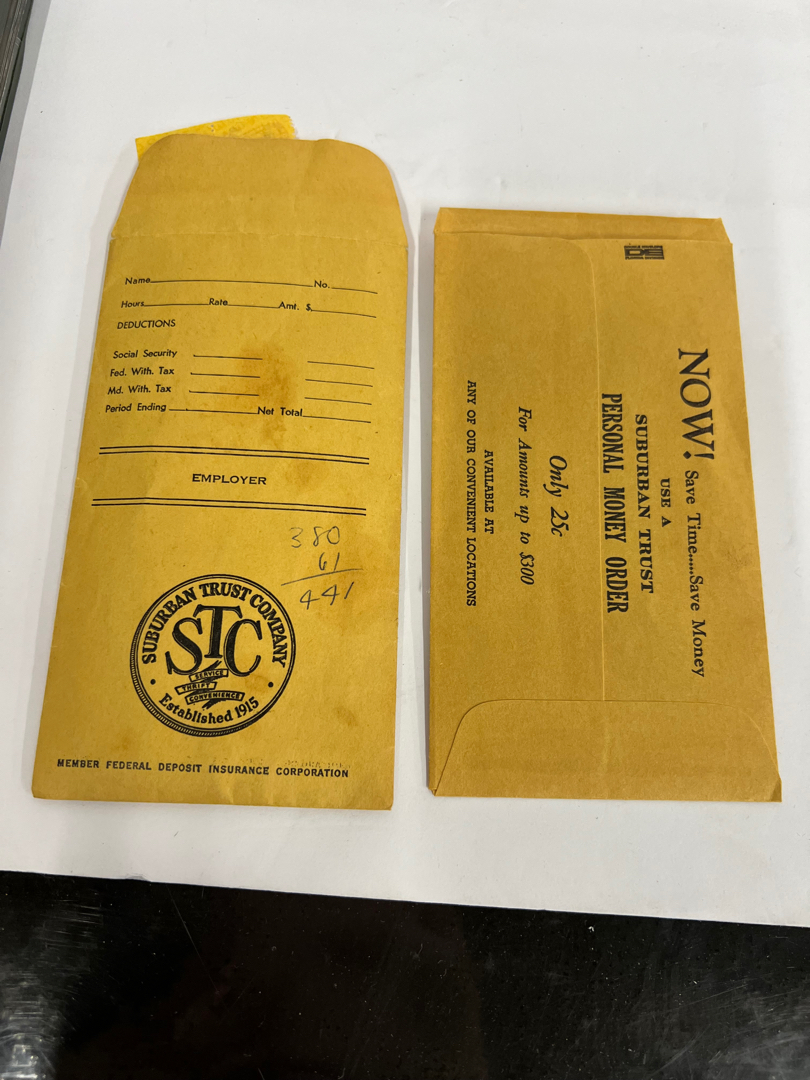 Name No.
Hours Rate Amt. $
DEDUCTIONS
Social Security
Fed. With. Tax
Md. With. Tax
Period Ending Net Total
EMPLOYER
380
61
441
SUBURBAN TRUST COMPANY
STC
SERVICE
THRIFT
CONVENIENCE
Established 1915
MEMBER FEDERAL DEPOSIT INSURANCE CORPORATION
NOW! Save Time......Save Money
USE A
SUBURBAN TRUST
PERSONAL MONEY ORDER
Only 25c
For Amounts up to $300
AVAILABLE AT
ANY OF OUR CONVENIENT LOCATIONS